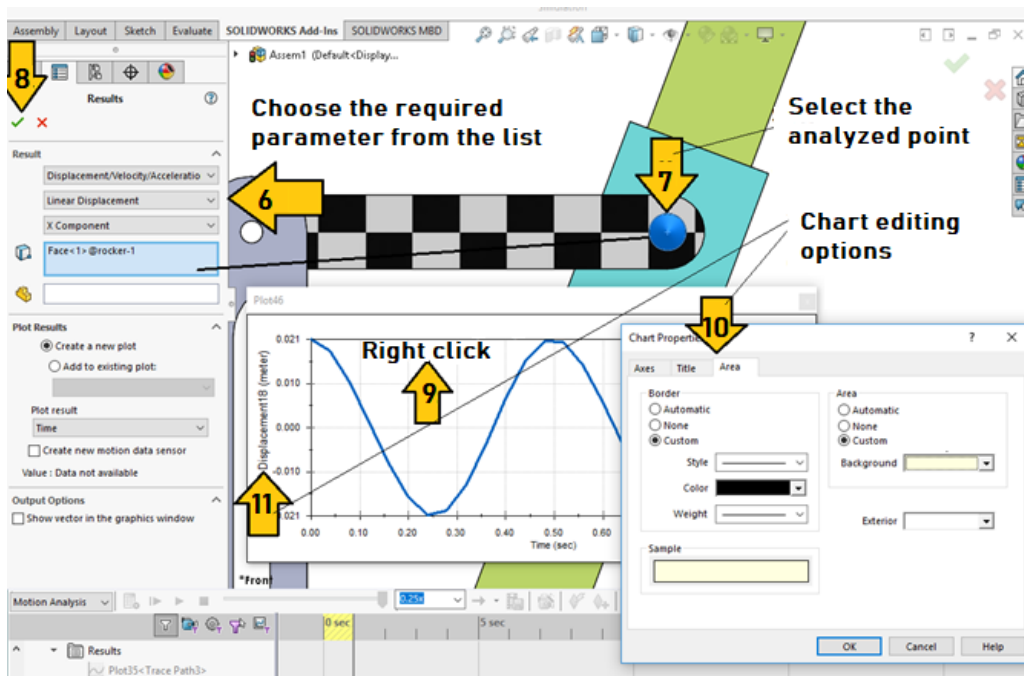 Assembly Layout Sketch Evaluate SOLIDWORKS Add-Ins SOLIDWORKS MBD
Assem1 (Default<Display...
8
Results
Choose the required
parameter from the list
Select the
analyzed point
Result
Displacement/Velocity/Acceleratio
Linear Displacement
X Component
Face<1>@rocker-1
6
7
Chart editing
options
Plot Results
Create a new plot
Add to existing plot:
Plot result
Time
Create new motion data sensor
Value : Data not available
Output Options
Show vector in the graphics window
Plot46
Right click
9
11
Displacement18 (meter)
0.021
0.010
0.000
-0.010
0.00 0.10 0.20 0.30 0.40 0.50 0.60
Time (sec)
*Front
10
Chart Properti
? X
Axes Title Area
Border
Automatic
None
Custom
Style
Color
Weight
Area
Automatic
None
Custom
Background
Exterior
Sample
OK Cancel Help
Motion Analysis
0.25x
0 sec
5 sec
Results
Plot35<Trace Path3>